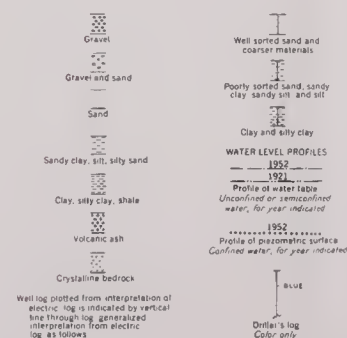 Gravel
Gravel and sand
Sand
Sandy clay, silt, silty sand
Clay, silty clay, shale
Volcanic ash
Crystalline bedrock
Well log plotted from interpretation of
electric log is indicated by vertical
line through log generalized
interpretation from electric
log as follows
Well sorted sand and
coarser materials
Poorly sorted sand, sandy
clay sandy silt and silt
Clay and silty clay
WATER LEVEL PROFILES
1952
1921
Profile of water table
Unconfined or semiconfined
water, for year indicated
1952
Profile of piezometric surface
Confined water, for year indicated
BLUE
Driller's log
Color only